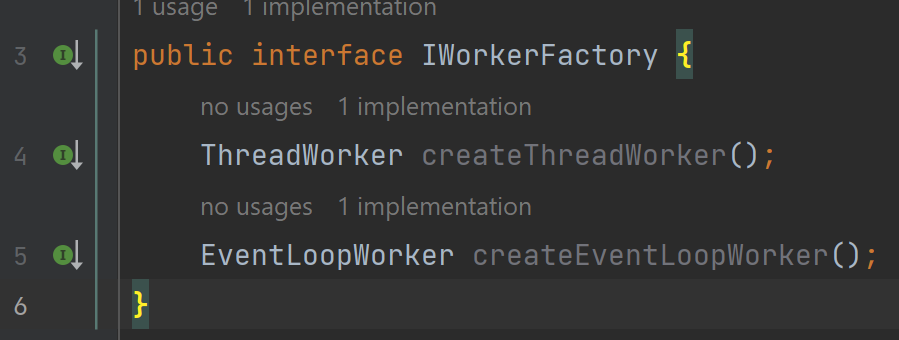 1 usage 1 implementation
3 public interface IWorkerFactory {
no usages 1 implementation
4 ThreadWorker createThreadWorker();
no usages 1 implementation
5 EventLoopWorker createEventLoopWorker();
6 }